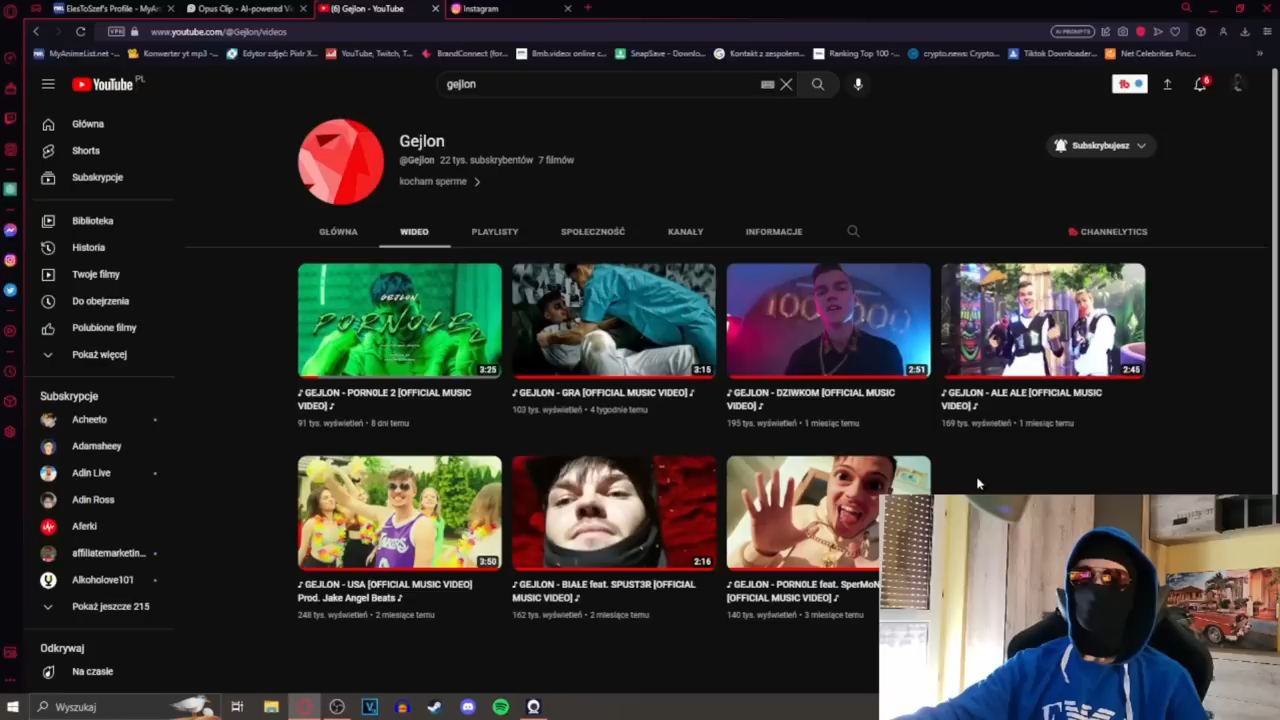 ElesToSzef's Profile - MyAn
Opus Clip - AI-powered V
(6) Gejlon - YouTube
Instagram
VPN
www.youtube.com/@Gejlon/videos
AI PROMPTS
MyAnimeList.net -...
Konwerter yt mp3 -...
Edytor zdjęć Pixlr X...
YouTube, Twitch, T...
BrandConnect (for...
8mb.video: online c...
SnapSave - Downlo...
Kontakt z zespołem...
Ranking Top 100 -...
crypto.news: Crypto...
Tiktok Downloader...
Net Celebrities Pinc...
YouTube PL
gejlon
6
Główna
Shorts
Subskrypcje
Biblioteka
Historia
Twoje filmy
Do obejrzenia
Polubione filmy
Pokaż więcej
Subskrypcje
Acheeto
Adamsheey
Adin Live
Adin Ross
Aferki
affiliatemarketin...
Alkoholove101
Pokaż jeszcze 215
Odkrywaj
Na czasie
Gejlon
@Gejlon 22 tys. subskrybentów 7 filmów
kocham sperme
Subskrybujesz
GŁÓWNA
WIDEO
PLAYLISTY
SPOŁECZNOŚĆ
KANAŁY
INFORMACJE
CHANNELYTICS
GEJLON
PORNOLE 2
3:25
♪ GEJLON - PORN0LE 2 [OFFICIAL MUSIC
VIDEO] ♪
91 tys. wyświetleń • 8 dni temu
3:15
♪ GEJLON - GRA [OFFICIAL MUSIC VIDEO] ♪
103 tys. wyświetleń • 4 tygodnie temu
2:51
♪ GEJLON - DZIWKOM [OFFICIAL MUSIC
VIDEO] ♪
195 tys. wyświetleń • 1 miesiąc temu
2:45
♪ GEJLON - ALE ALE [OFFICIAL MUSIC
VIDEO] ♪
169 tys. wyświetleń • 1 miesiąc temu
3:50
♪ GEJLON - USA [OFFICIAL MUSIC VIDEO]
Prod. Jake Angel Beats ♪
248 tys. wyświetleń • 2 miesiące temu
2:16
♪ GEJLON - BIAŁE feat. SPUST3R [OFFICIAL
MUSIC VIDEO] ♪
162 tys. wyświetleń • 2 miesiące temu
♪ GEJLON - PORN0LE feat. SperMoN
[OFFICIAL MUSIC VIDEO] ♪
140 tys. wyświetleń • 3 miesiące temu
Wyszukaj